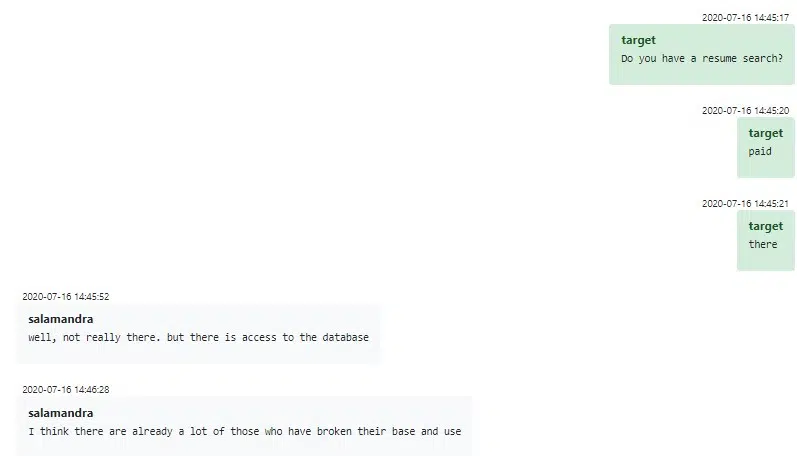 2020-07-16 14:45:17
target
Do you have a resume search?
2020-07-16 14:45:20
target
paid
2020-07-16 14:45:21
target
there
2020-07-16 14:45:52
salamandra
well, not really there. but there is access to the database
2020-07-16 14:46:28
salamandra
I think there are already a lot of those who have broken their base and use